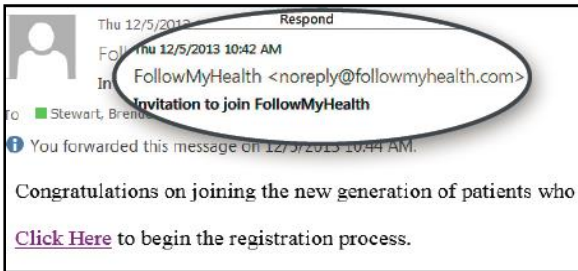 Respond
Thu 12/5/2013
Thu 12/5/2013 10:42 AM
FollowMyHealth <noreply@followmyhealth.com>
Invitation to join FollowMyHealth
To Stewart,
You forwarded this message on 12/5/2013 10:44 AM.
Congratulations on joining the new generation of patients who
Click Here to begin the registration process.